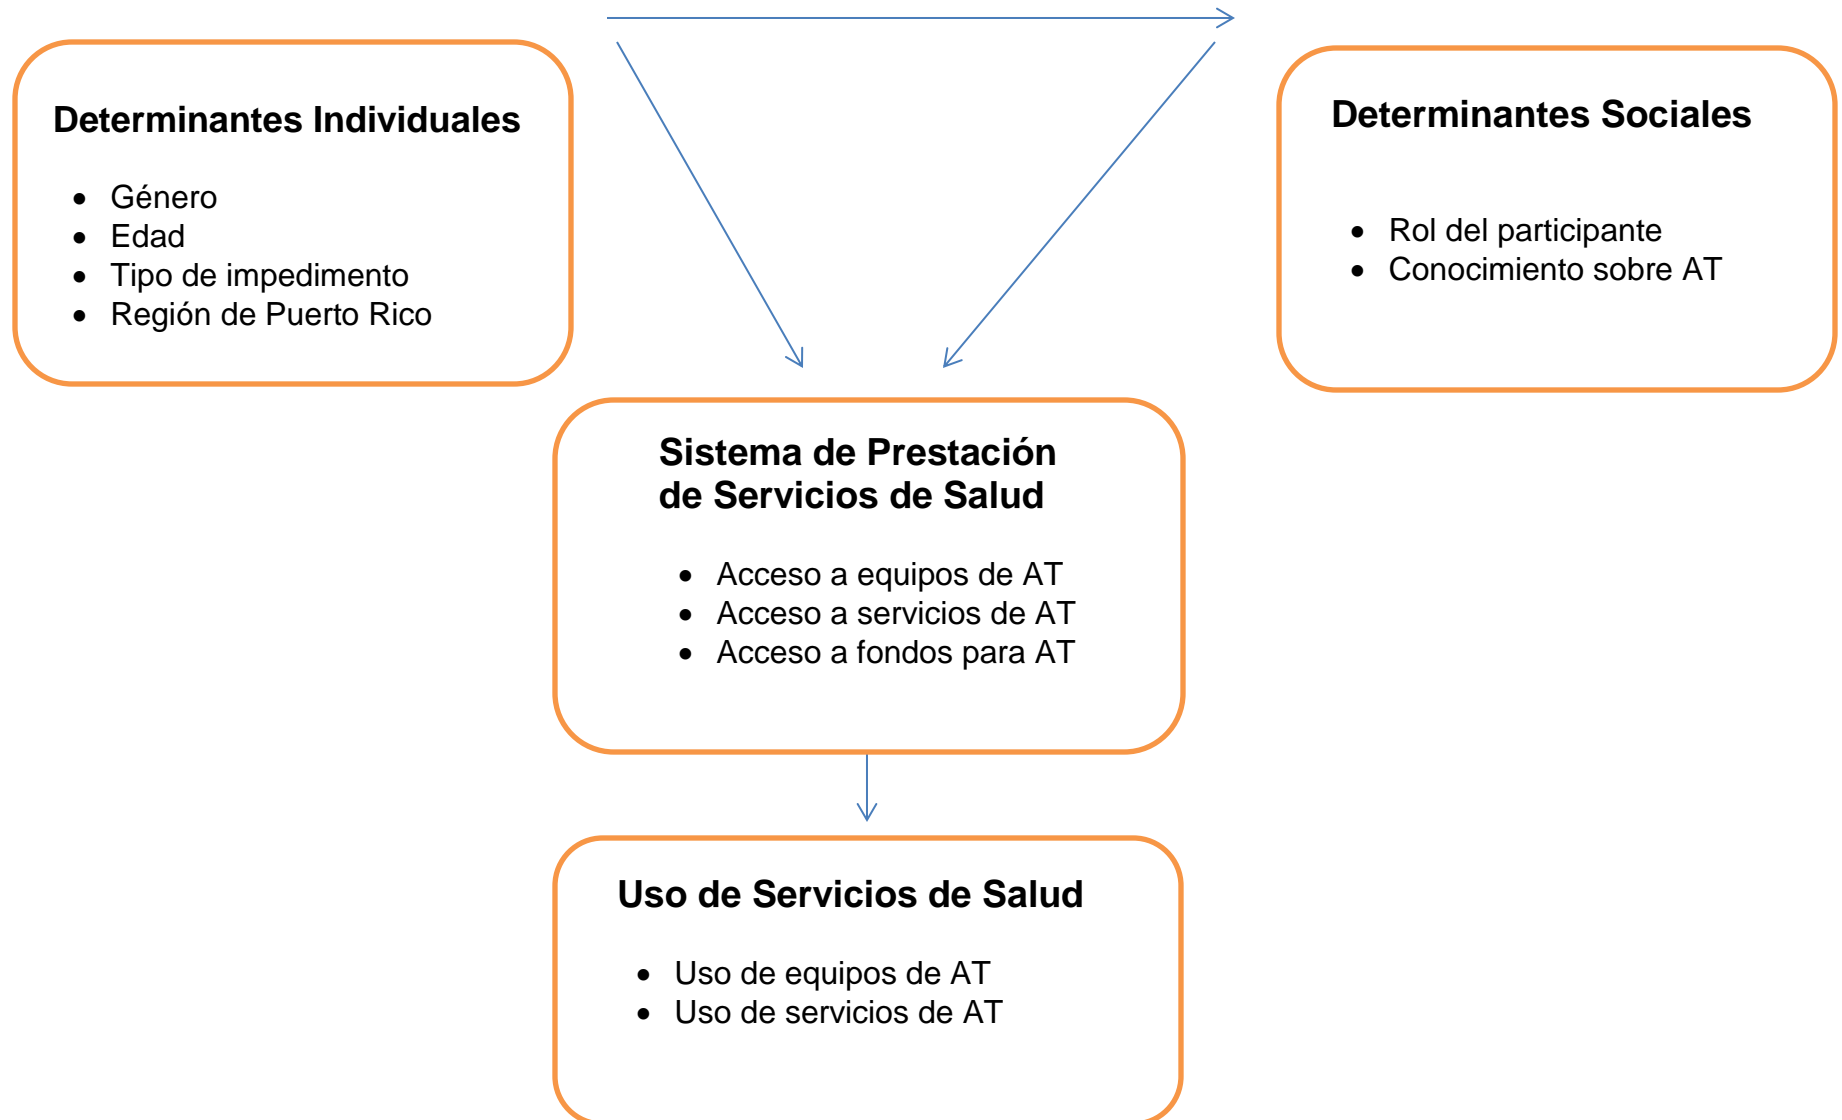 Determinantes Individuales
• Género
• Edad
• Tipo de impedimento
• Región de Puerto Rico
Determinantes Sociales
• Rol del participante
• Conocimiento sobre AT
Sistema de Prestación
de Servicios de Salud
• Acceso a equipos de AT
• Acceso a servicios de AT
• Acceso a fondos para AT
Uso de Servicios de Salud
• Uso de equipos de AT
• Uso de servicios de AT